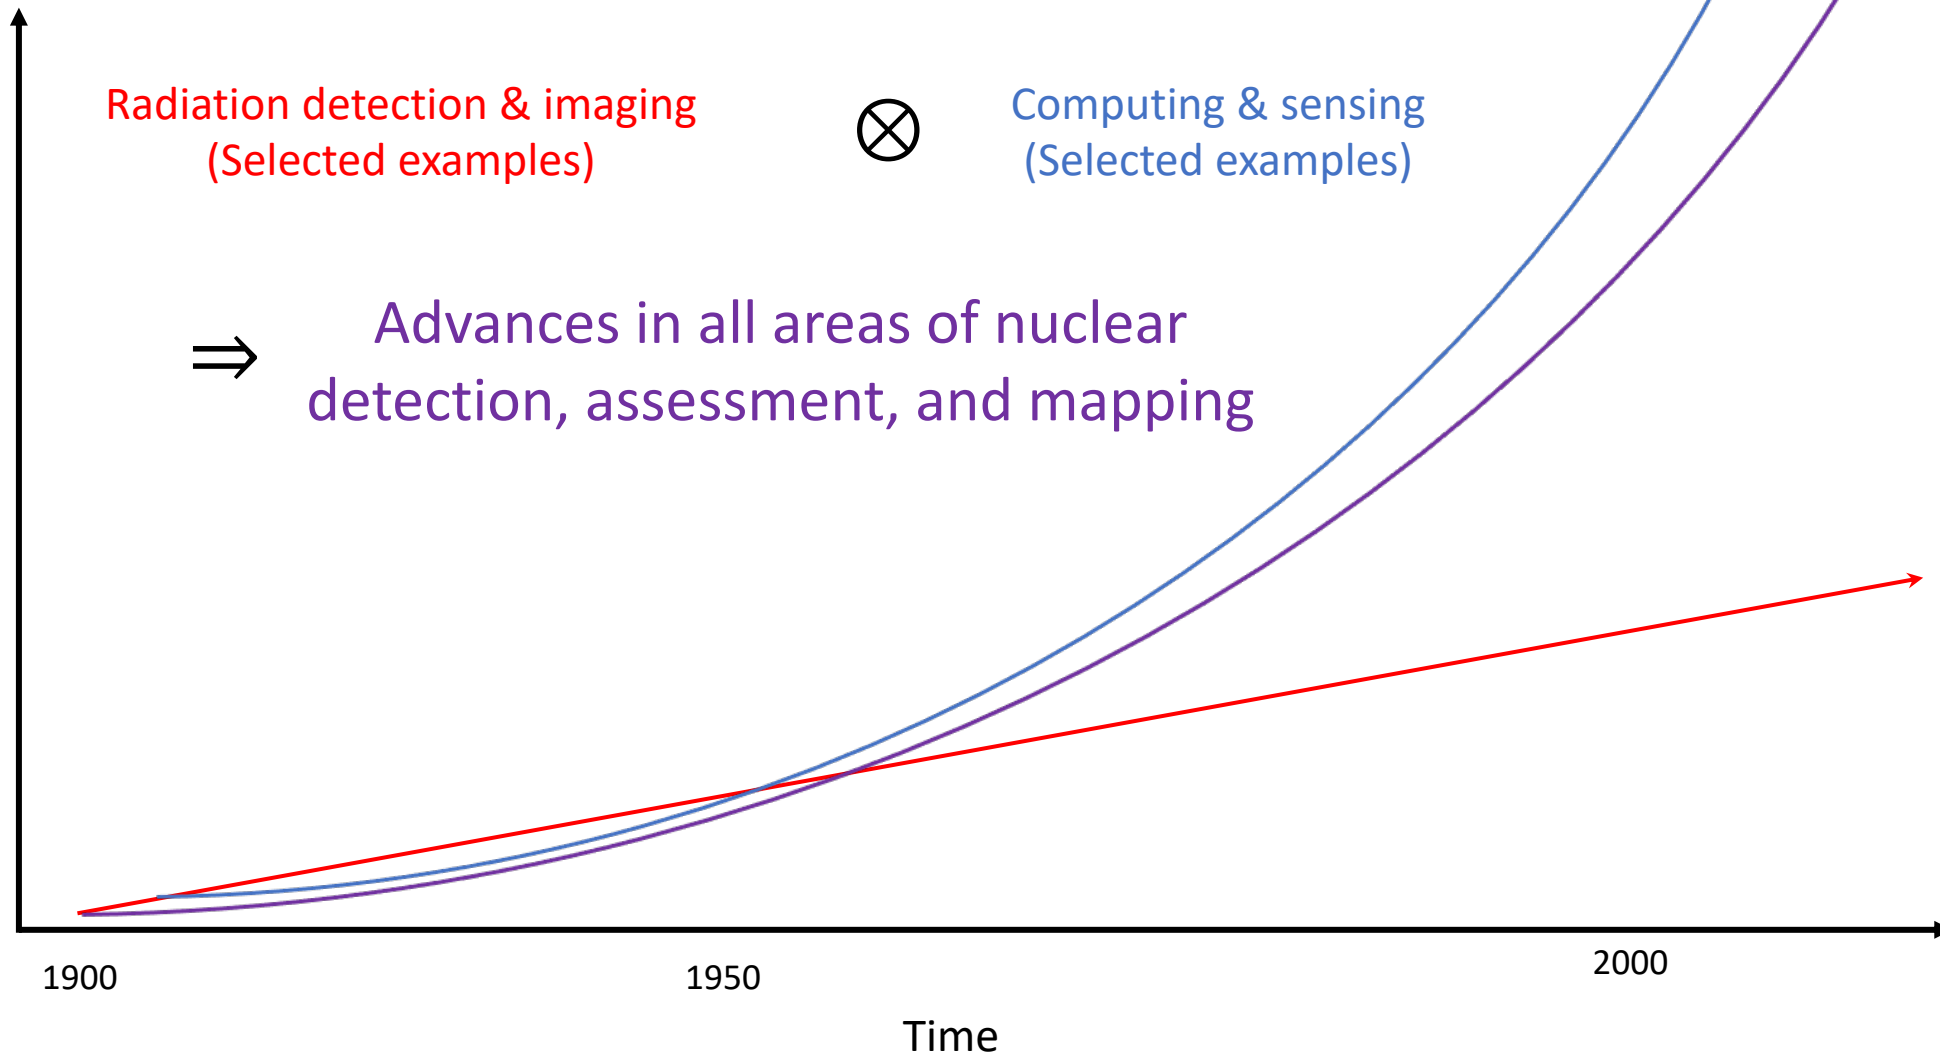 Radiation detection & imaging
(Selected examples)
⊗
Computing & sensing
(Selected examples)
⇒
Advances in all areas of nuclear
detection, assessment, and mapping
1900
1950
2000
Time